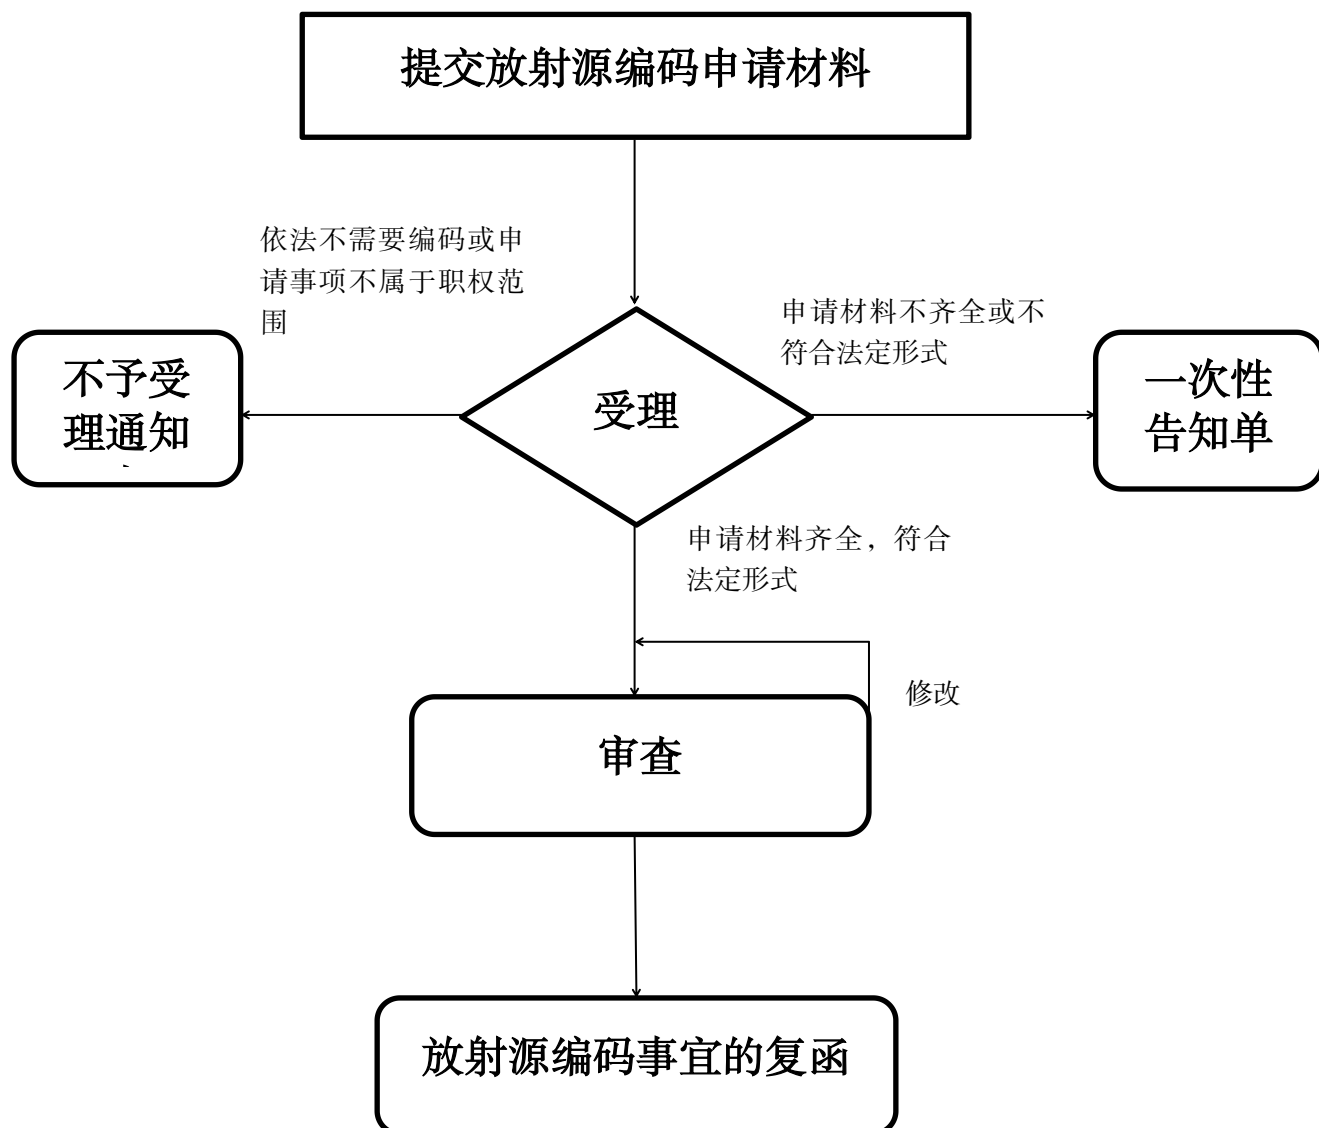 提交放射源编码申请材料
依法不需要编码或申
请事项不属于职权范
围
申请材料不齐全或不
符合法定形式
不予受
理通知
受理
一次性
告知单
申请材料齐全，符合
法定形式
修改
审查
放射源编码事宜的复函